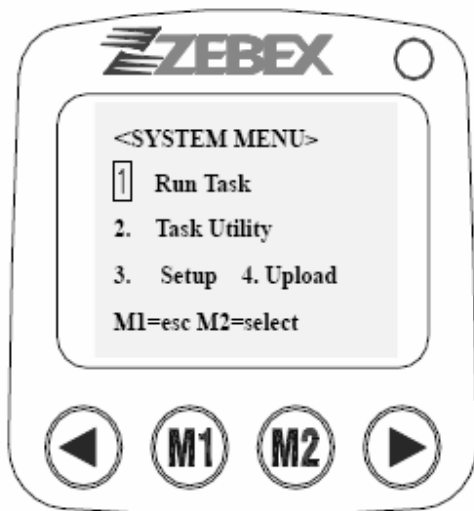 ZEBEX
<SYSTEM MENU>
1 Run Task
2. Task Utility
3. Setup 4. Upload
M1=esc M2=select
M1 M2